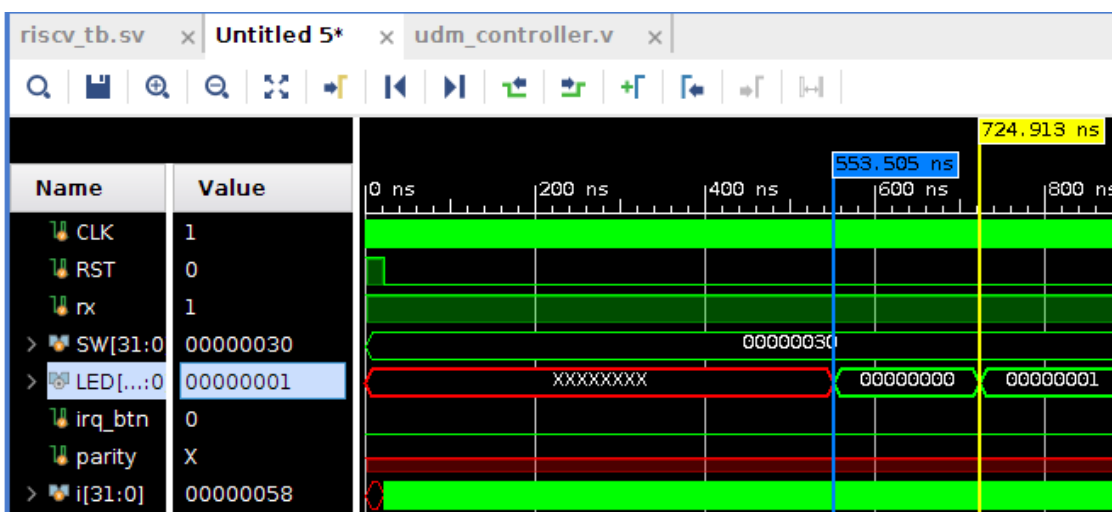 riscv_tb.sv × Untitled 5* × udm_controller.v ×
724.913 ns
553.505 ns
Name Value 0 ns 200 ns 400 ns 600 ns 800 ns
CLK 1
RST 0
rx 1
SW[31:0 00000030 00000030
LED[...:0 00000001 XXXXXXXX 00000000 00000001
irq_btn 0
parity X
i[31:0] 00000058